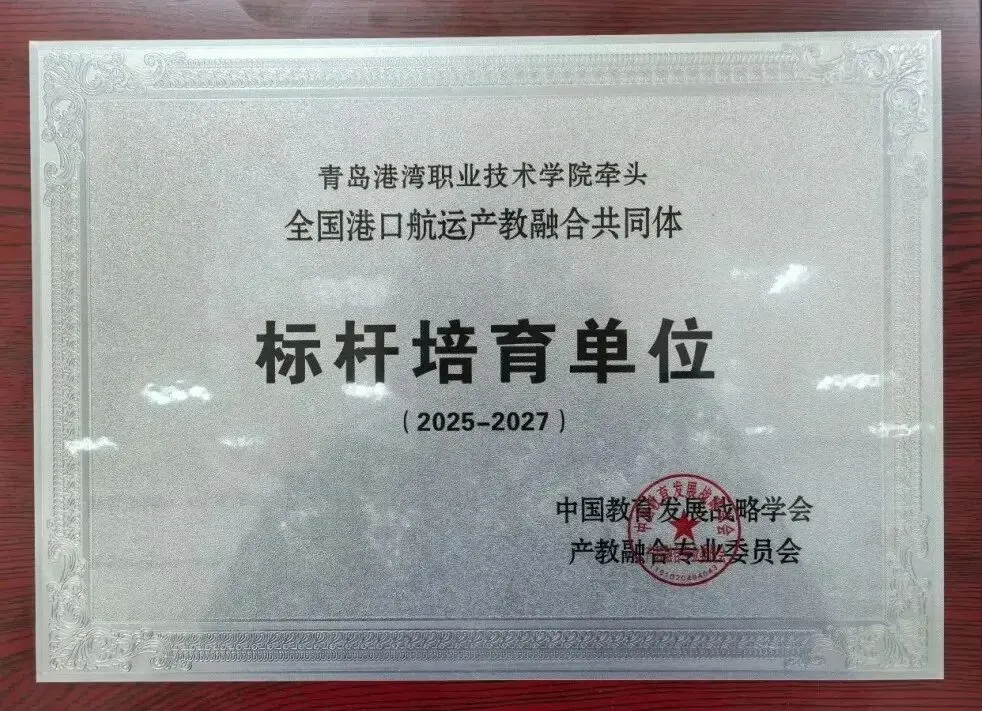 青岛港湾职业技术学院牵头
全国港口航运产教融合共同体
标杆培育单位
（2025-2027）
中国教育发展战略学会
产教融合专业委员会